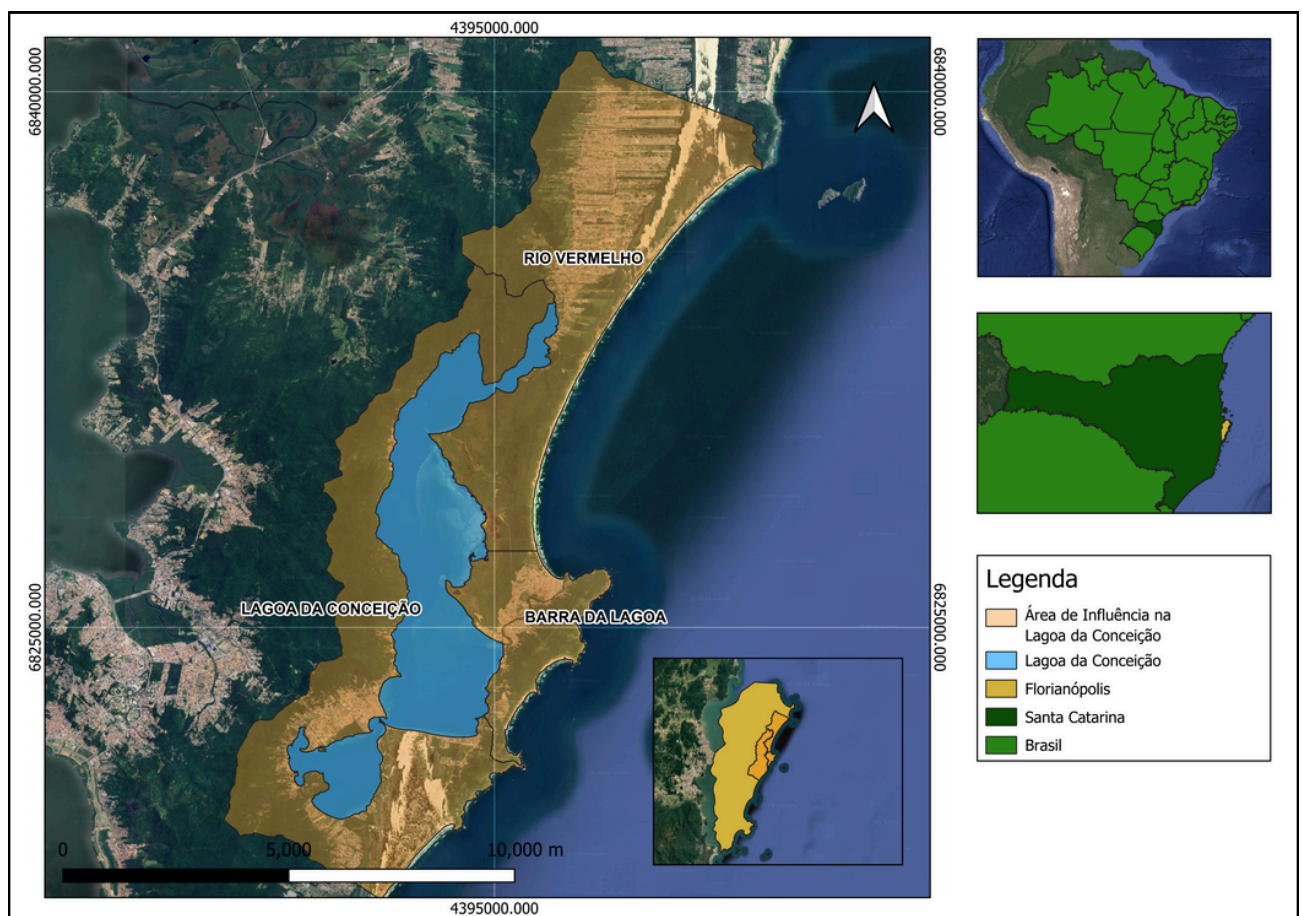 4395000.000
6840000.000
6840000.000
RIO VERMELHO
LAGOA DA CONCEIÇÃO
BARRA DA LAGOA
6825000.000
6825000.000
0
5,000
10,000 m
4395000.000
Legenda
Área de Influência na
Lagoa da Conceição
Lagoa da Conceição
Florianópolis
Santa Catarina
Brasil